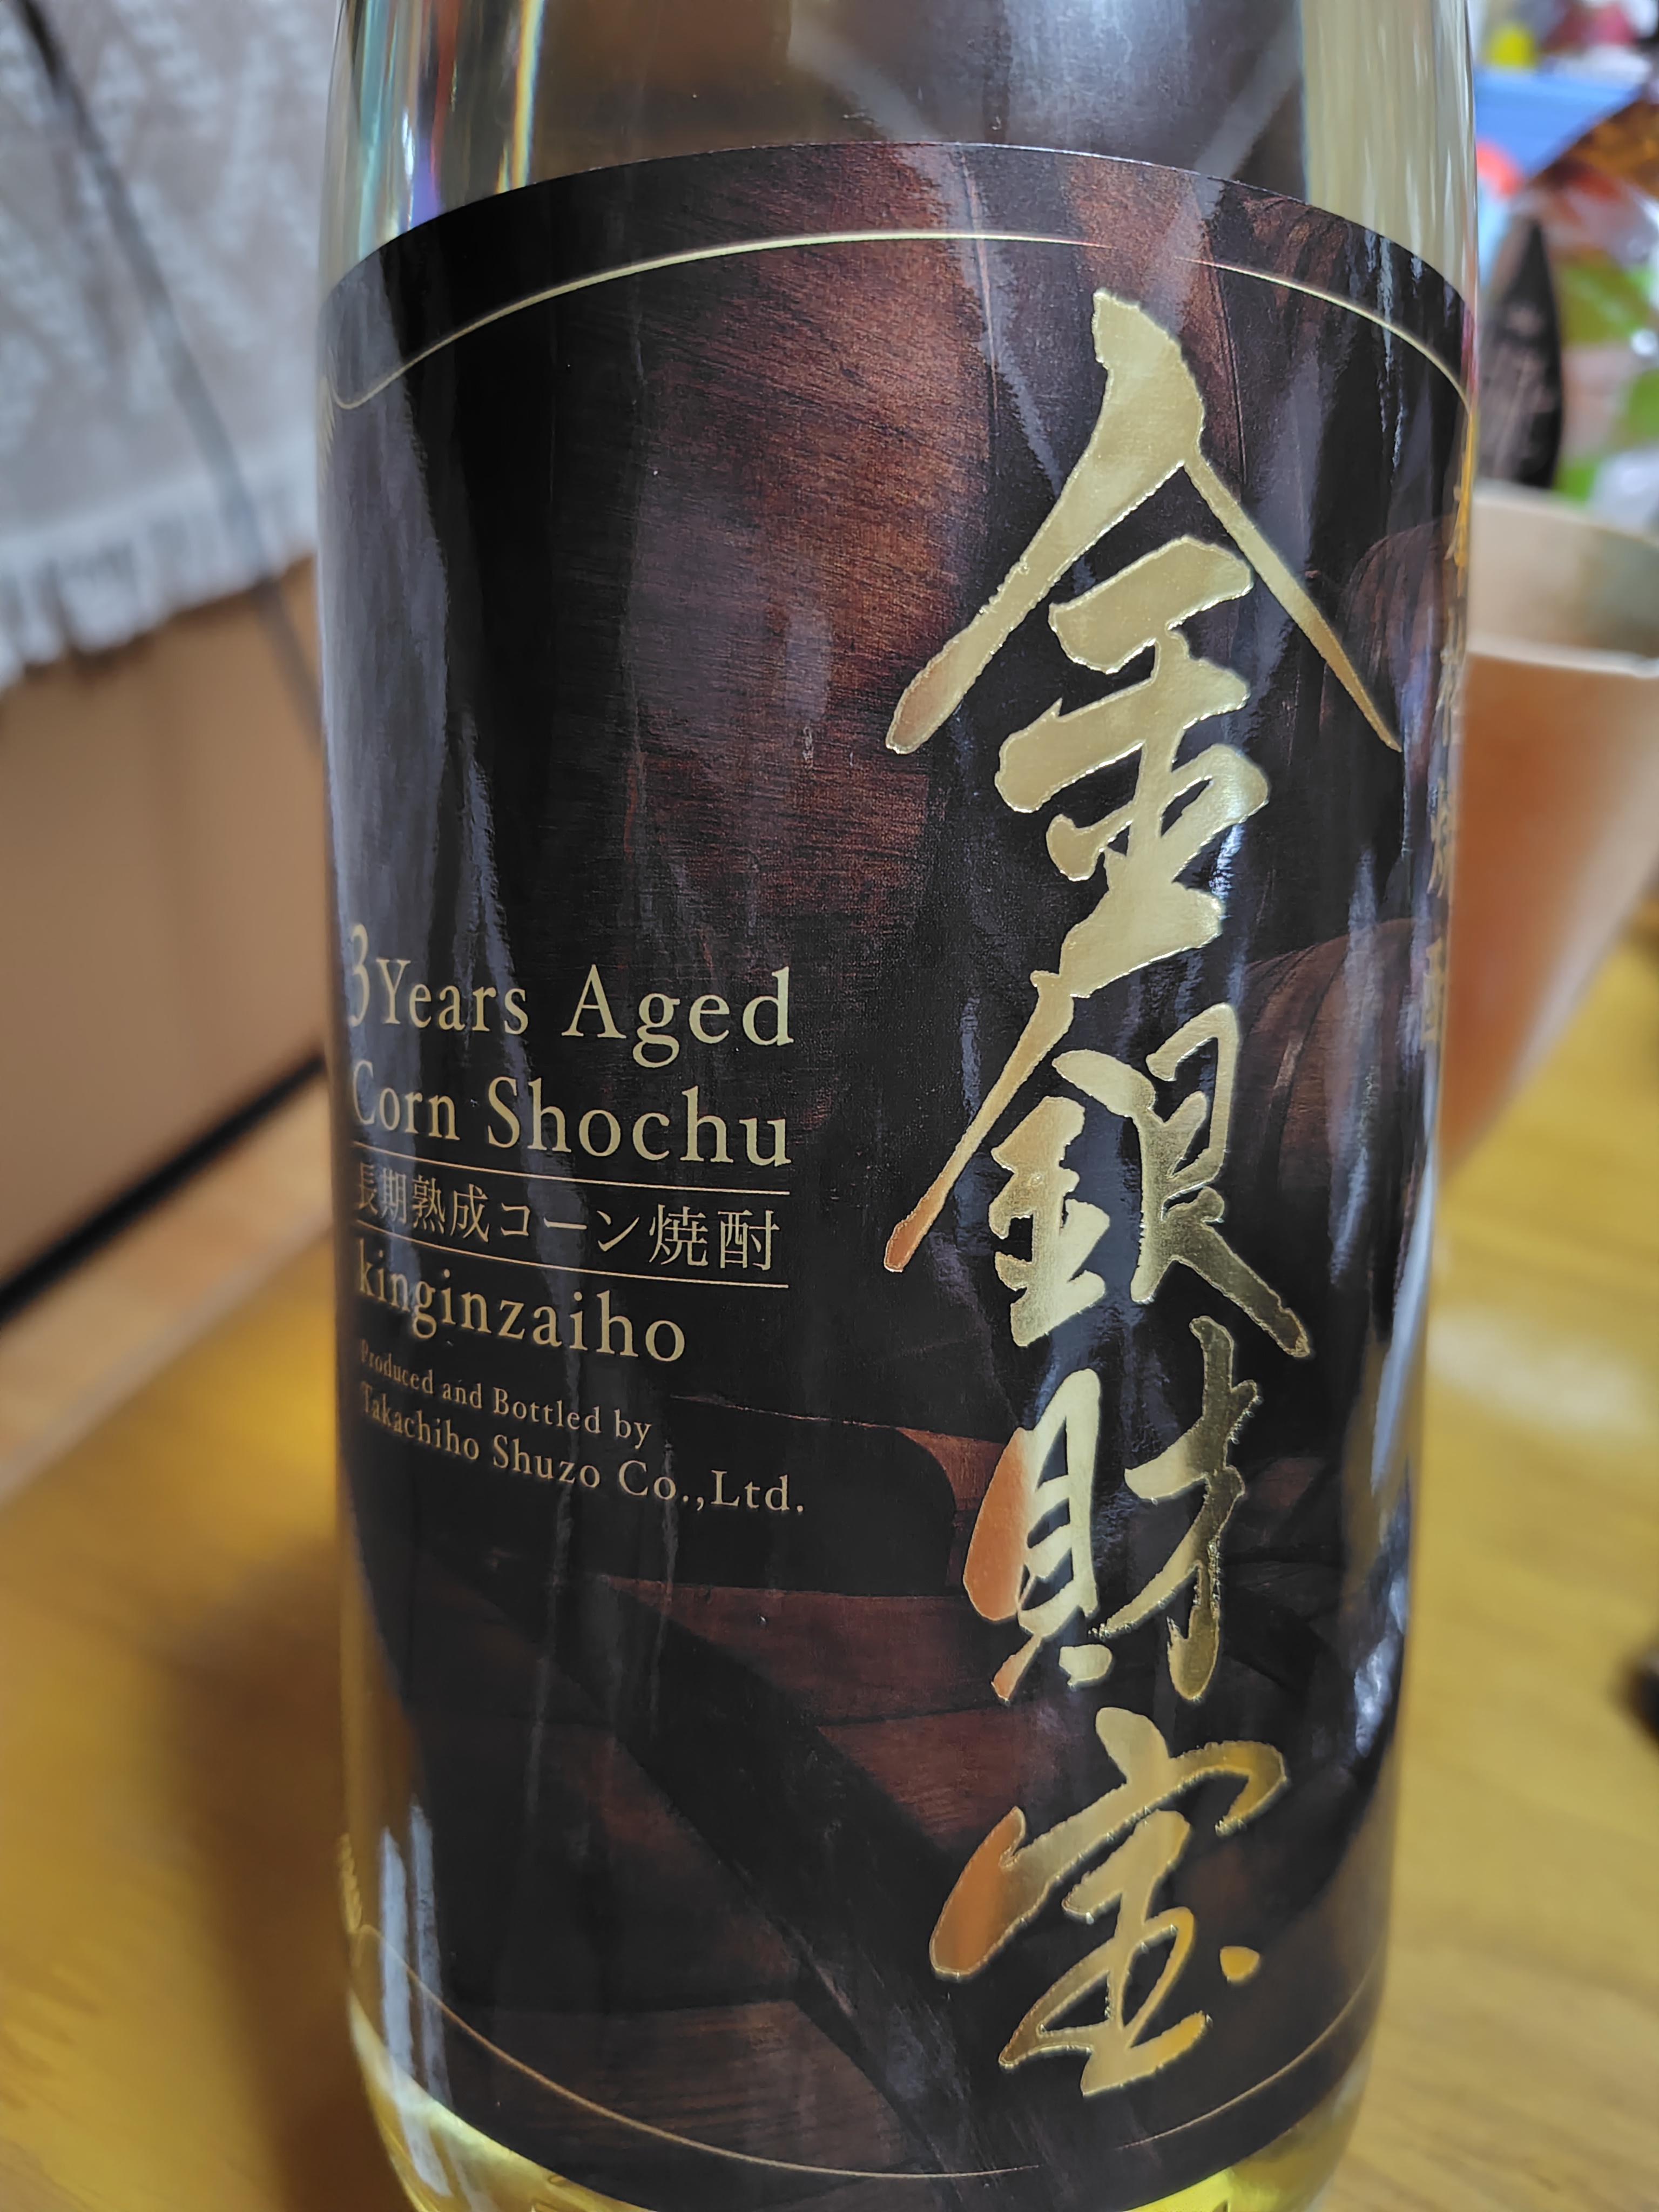 金銀財宝
3Years Aged
Corn Shochu
長期熟成コーン焼酎
kinginzaiho
Produced and Bottled by
Takachiho Shuzo Co.,Ltd.